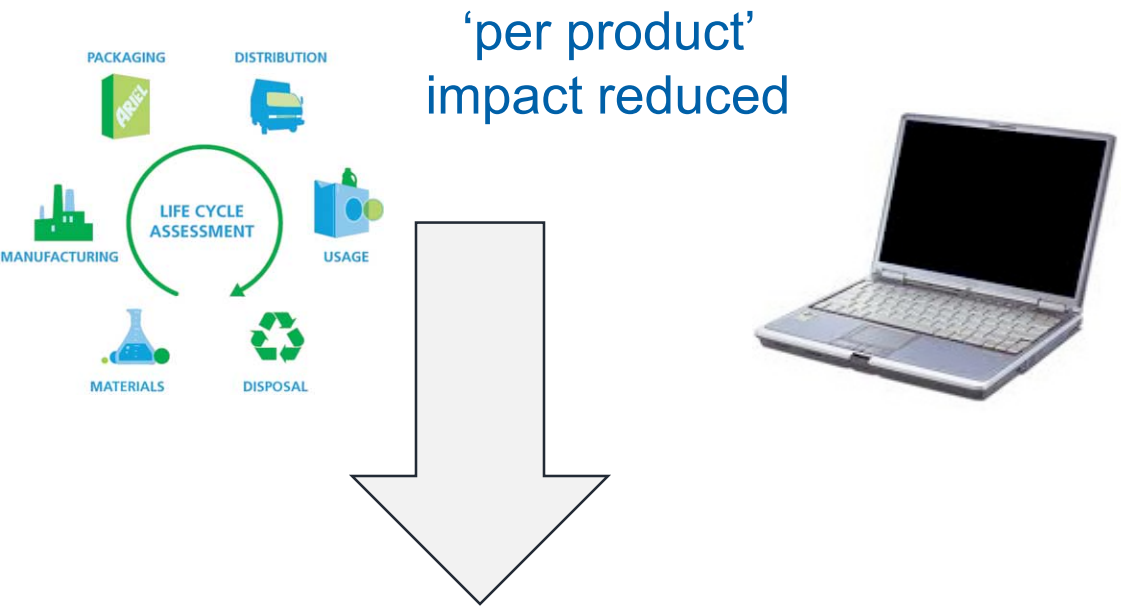 ‘per product’
impact reduced
PACKAGING
DISTRIBUTION
ARIEL
LIFE CYCLE
ASSESSMENT
MANUFACTURING
USAGE
MATERIALS
DISPOSAL